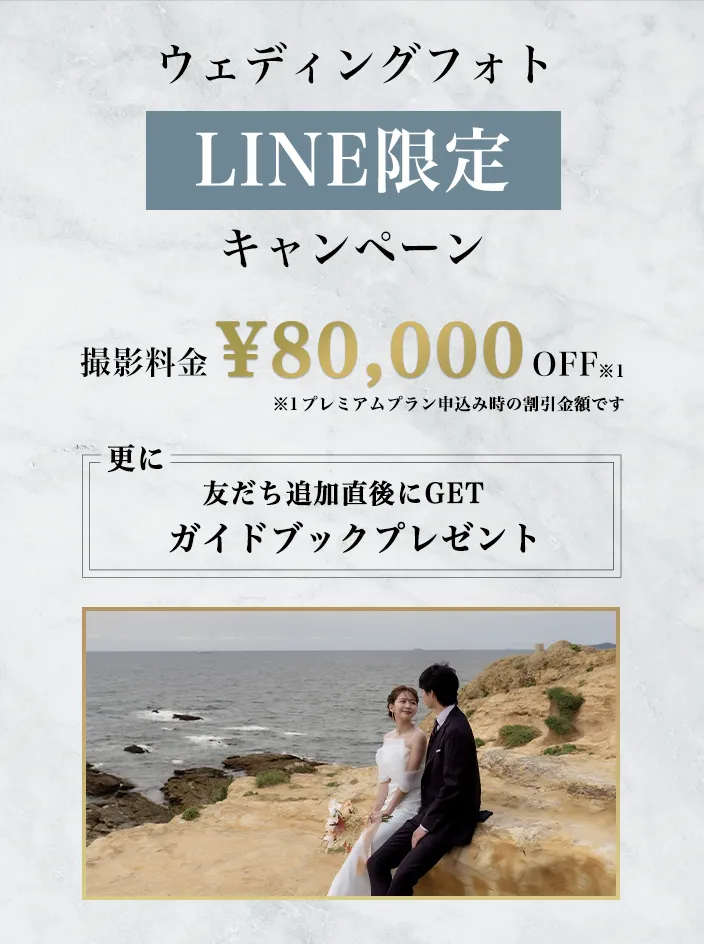 ウェディングフォト
LINE限定
キャンペーン
撮影料金 ¥80,000 OFF※1
※1プレミアムプラン申込み時の割引金額です
更に
友だち追加直後にGET
ガイドブックプレゼント